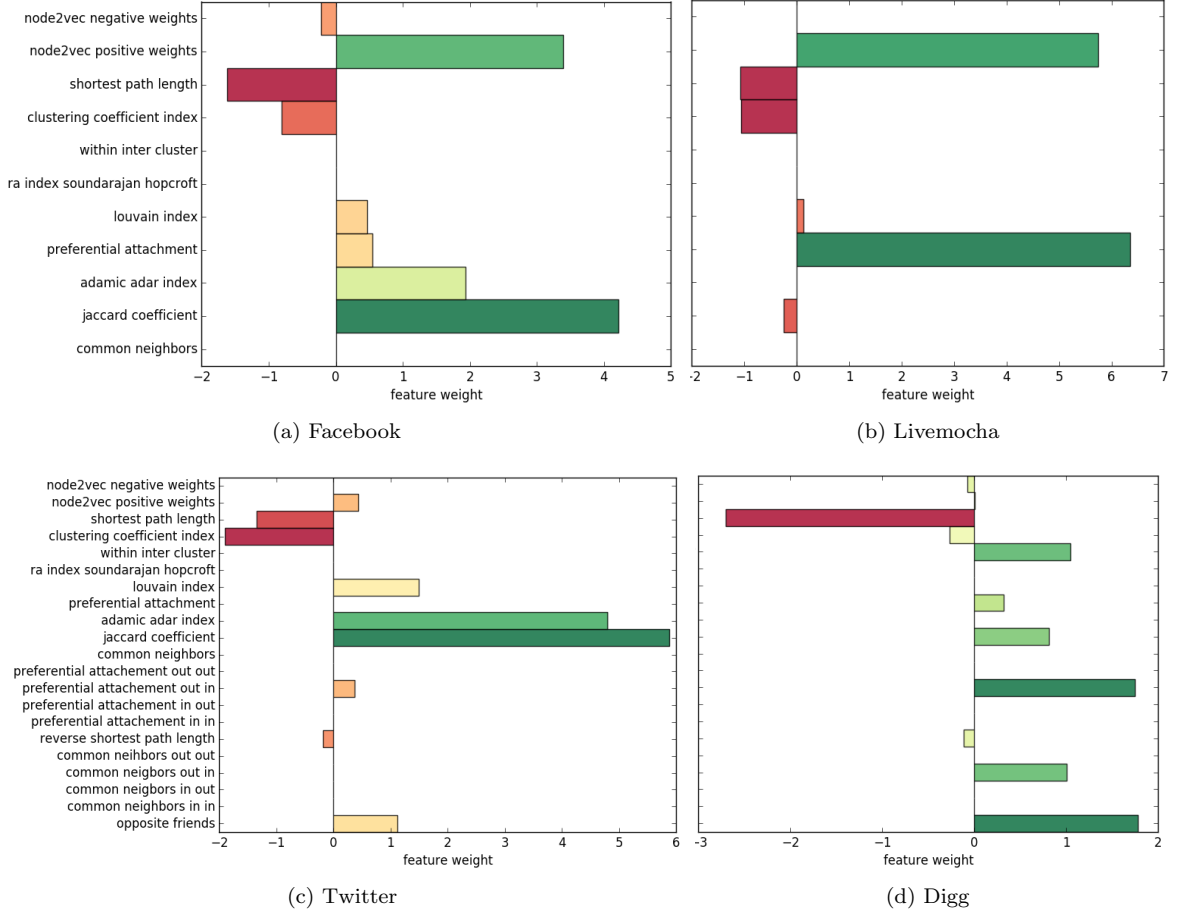 node2vec negative weights
node2vec positive weights
shortest path length
clustering coefficient index
within inter cluster
ra index soundarajan hopcroft
louvain index
preferential attachment
adamic adar index
jaccard coefficient
common neighbors
−2 −1 0 1 2 3 4 5
feature weight
(a) Facebook
-2 −1 0 1 2 3 4 5 6 7
feature weight
(b) Livemocha
node2vec negative weights
node2vec positive weights
shortest path length
clustering coefficient index
within inter cluster
ra index soundarajan hopcroft
louvain index
preferential attachment
adamic adar index
jaccard coefficient
common neighbors
preferential attachement out out
preferential attachement out in
preferential attachement in out
preferential attachement in in
reverse shortest path length
common neihbors out out
common neigbors out in
common neigbors in out
common neighbors in in
opposite friends
−2 −1 0 1 2 3 4 5 6
feature weight
(c) Twitter
−3 −2 −1 0 1 2
feature weight
(d) Digg